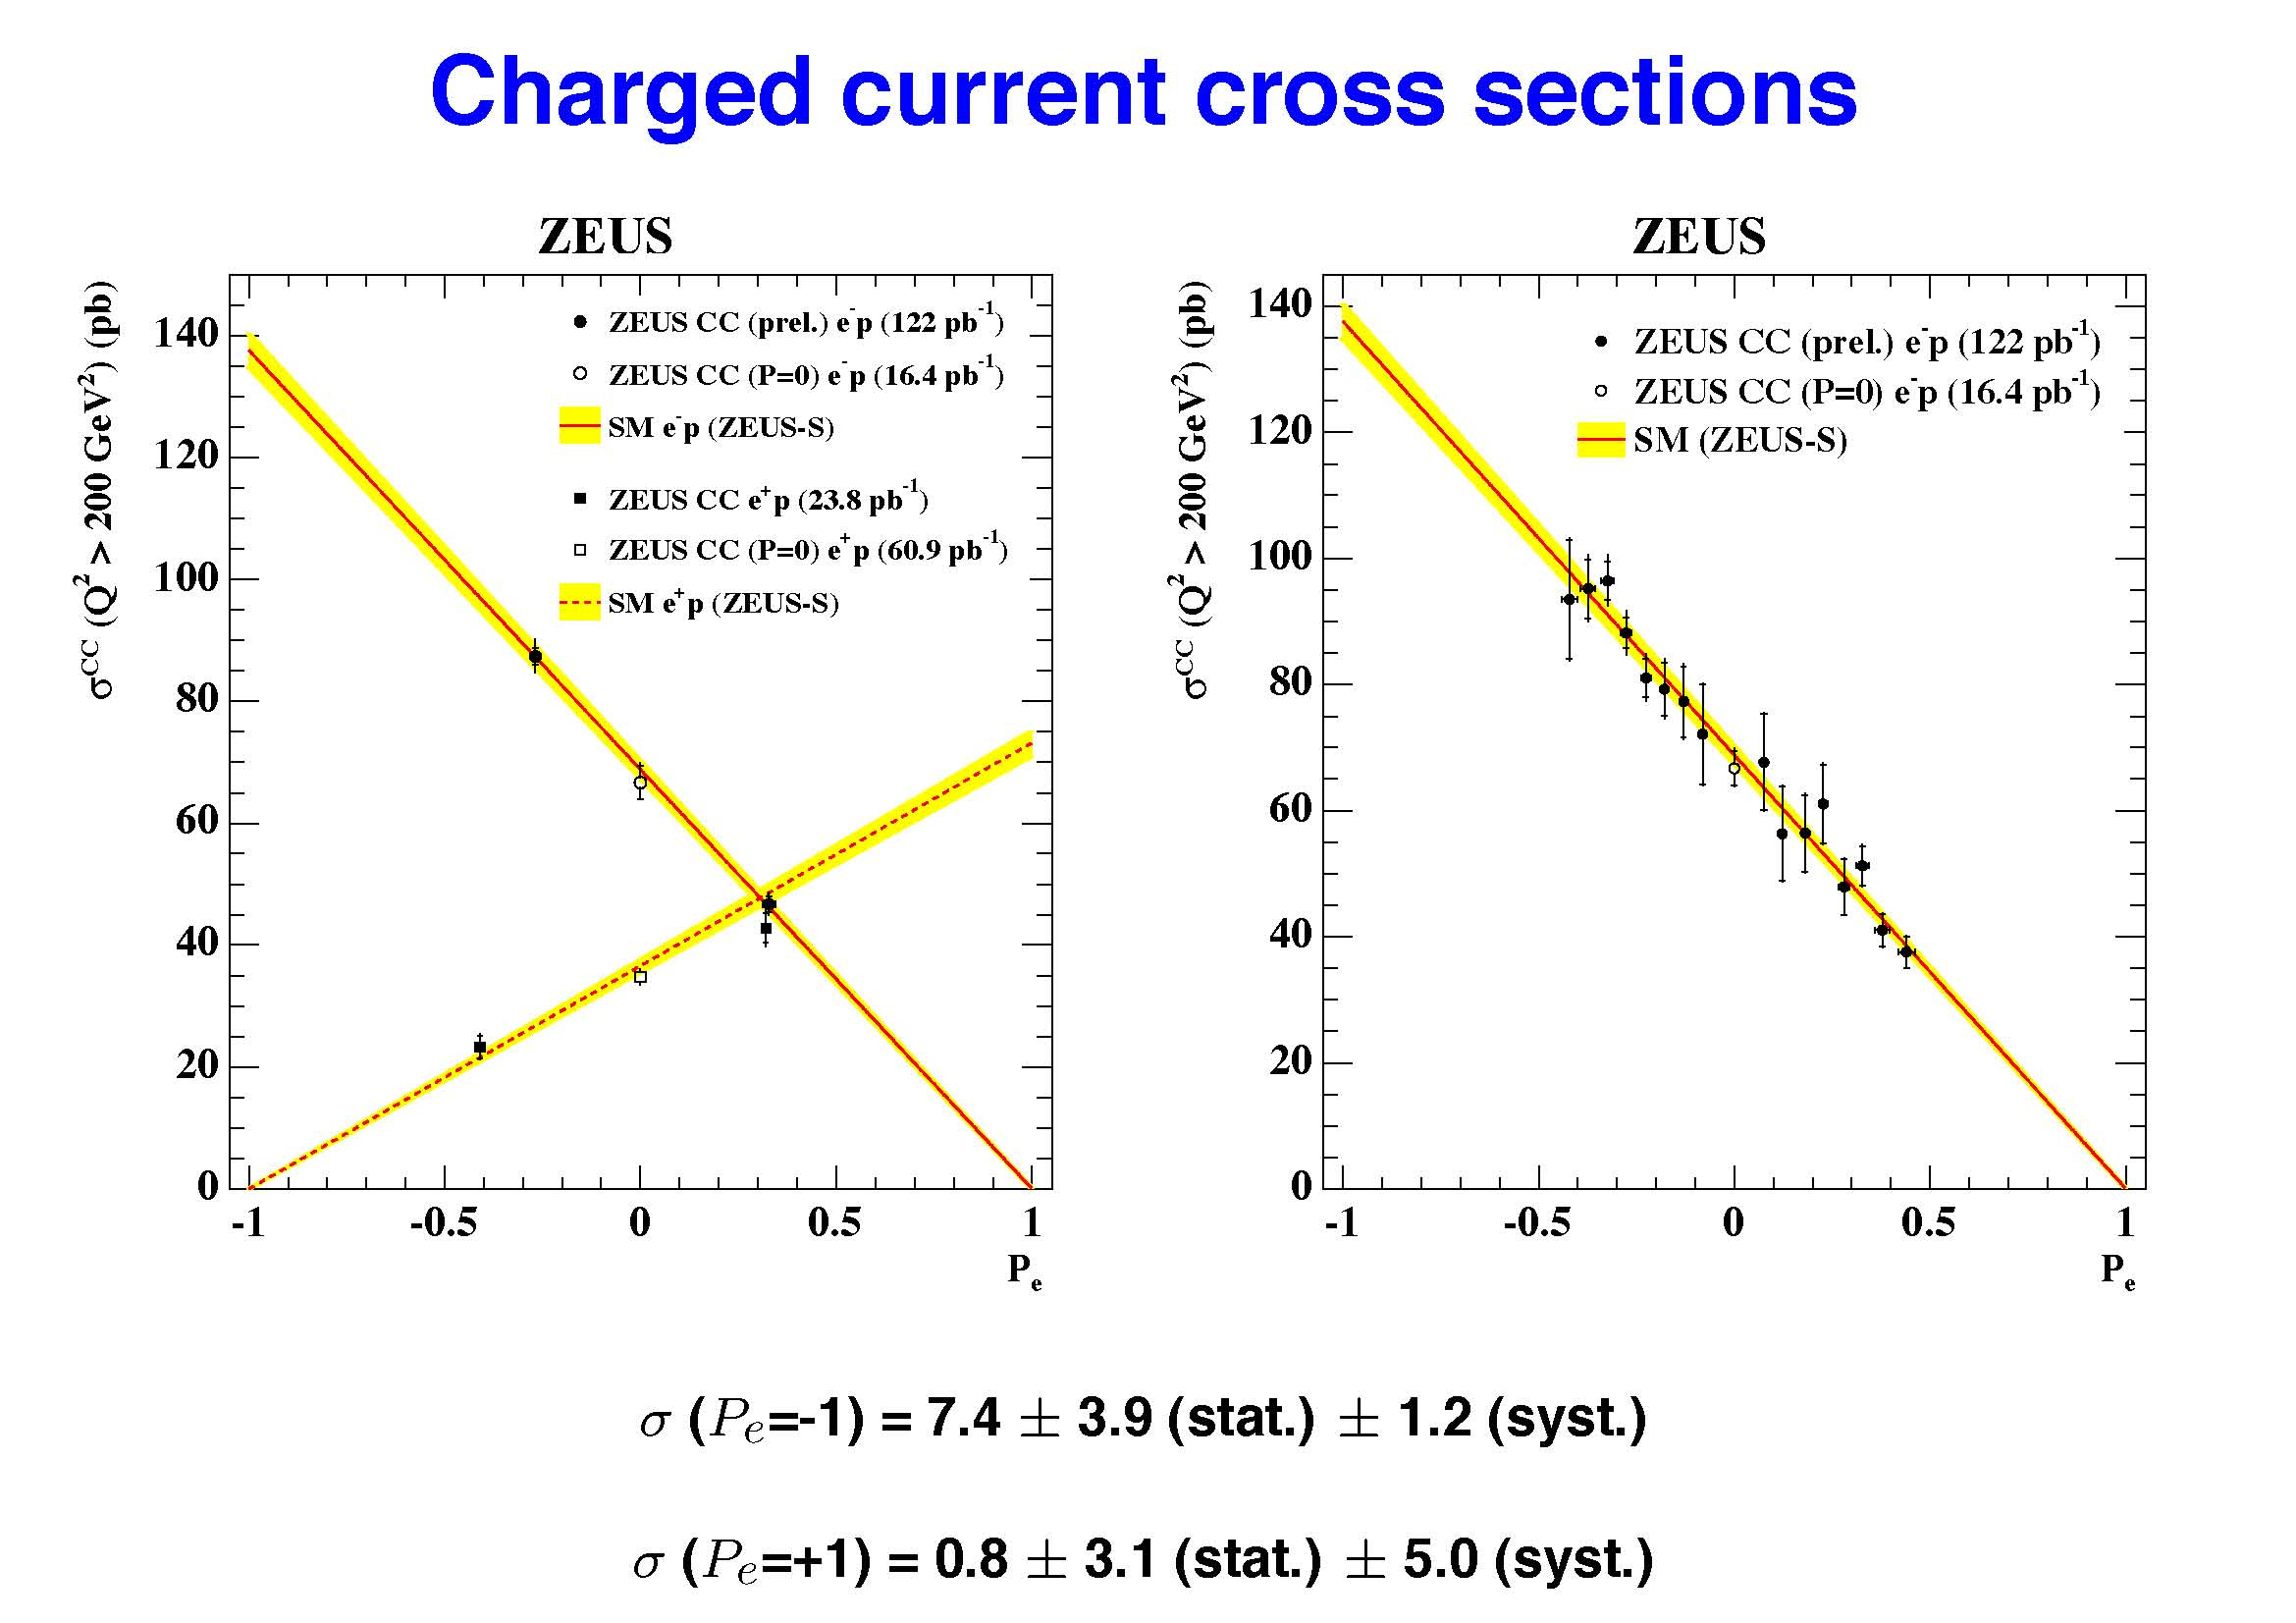 Charged current cross sections
ZEUS
σCC (Q2 > 200 GeV2) (pb)
ZEUS CC (prel.) e-p (122 pb-1)
ZEUS CC (P=0) e-p (16.4 pb-1)
SM e-p (ZEUS-S)
ZEUS CC e+p (23.8 pb-1)
ZEUS CC (P=0) e+p (60.9 pb-1)
SM e+p (ZEUS-S)
140
120
100
80
60
40
20
0
-1 -0.5 0 0.5 1
Pe
ZEUS
σCC (Q2 > 200 GeV2) (pb)
ZEUS CC (prel.) e-p (122 pb-1)
ZEUS CC (P=0) e-p (16.4 pb-1)
SM (ZEUS-S)
140
120
100
80
60
40
20
0
-1 -0.5 0 0.5 1
Pe
σ (Pe=-1) = 7.4 ± 3.9 (stat.) ± 1.2 (syst.)
σ (Pe=+1) = 0.8 ± 3.1 (stat.) ± 5.0 (syst.)